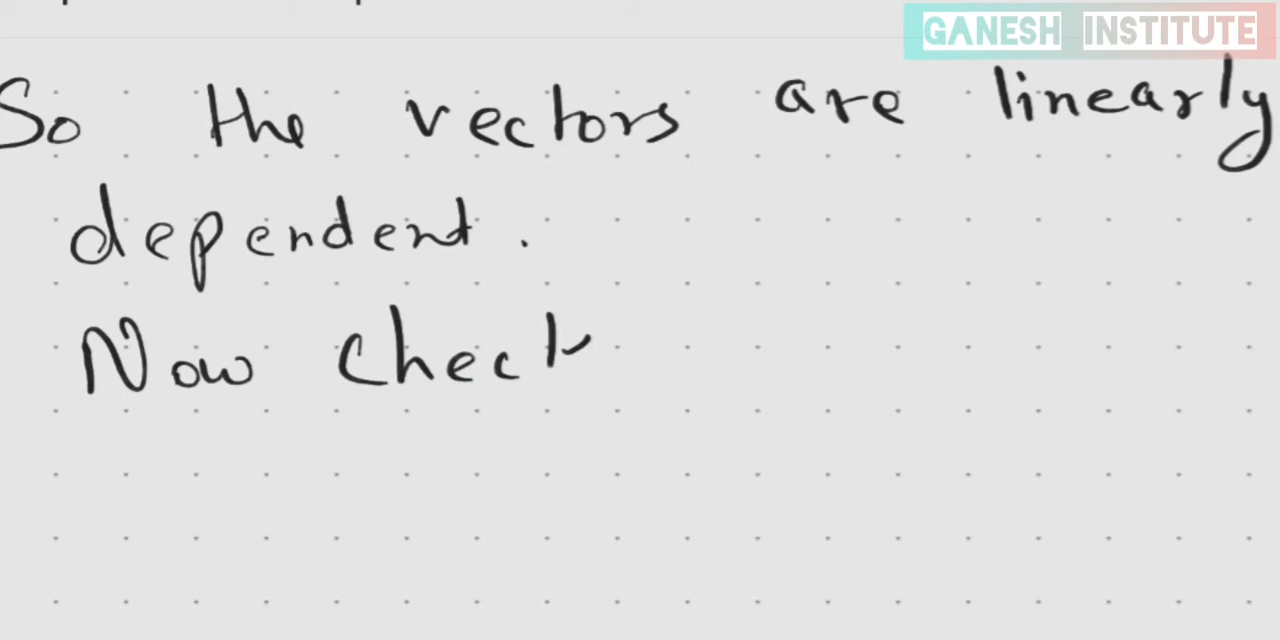 GANESH INSTITUTE
So the vectors are linearly
dependent.
Now check